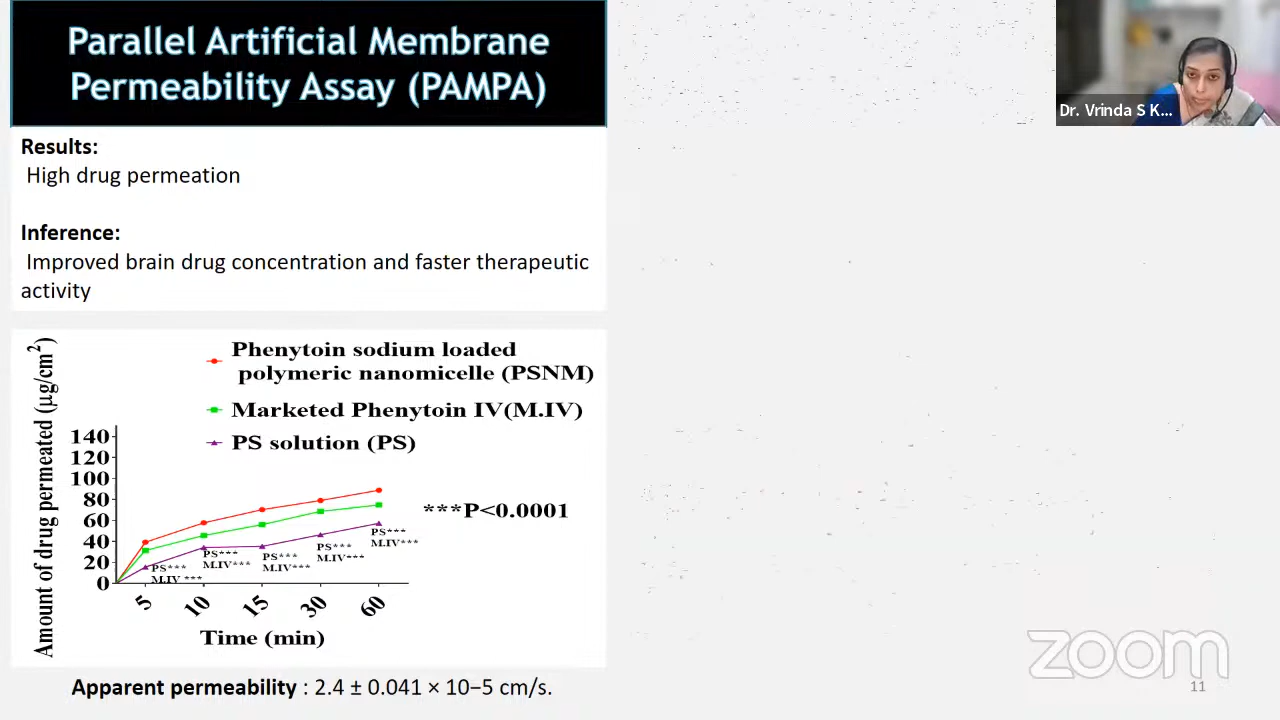 Parallel Artificial Membrane
Permeability Assay (PAMPA)
Dr. Vrinda S K...
Results:
High drug permeation
Inference:
Improved brain drug concentration and faster therapeutic
activity
Amount of drug permeated (µg/cm²)
Phenytoin sodium loaded
polymeric nanomicelle (PSNM)
Marketed Phenytoin IV(M.IV)
PS solution (PS)
140
120
100
80
60
40
20
0
***P<0.0001
PS***
M.IV ***
PS***
M.IV***
PS***
M.IV***
PS***
M.IV***
PS***
M.IV***
5 10 15 30 60
Time (min)
Apparent permeability : 2.4 ± 0.041 × 10−5 cm/s.
zoom
11